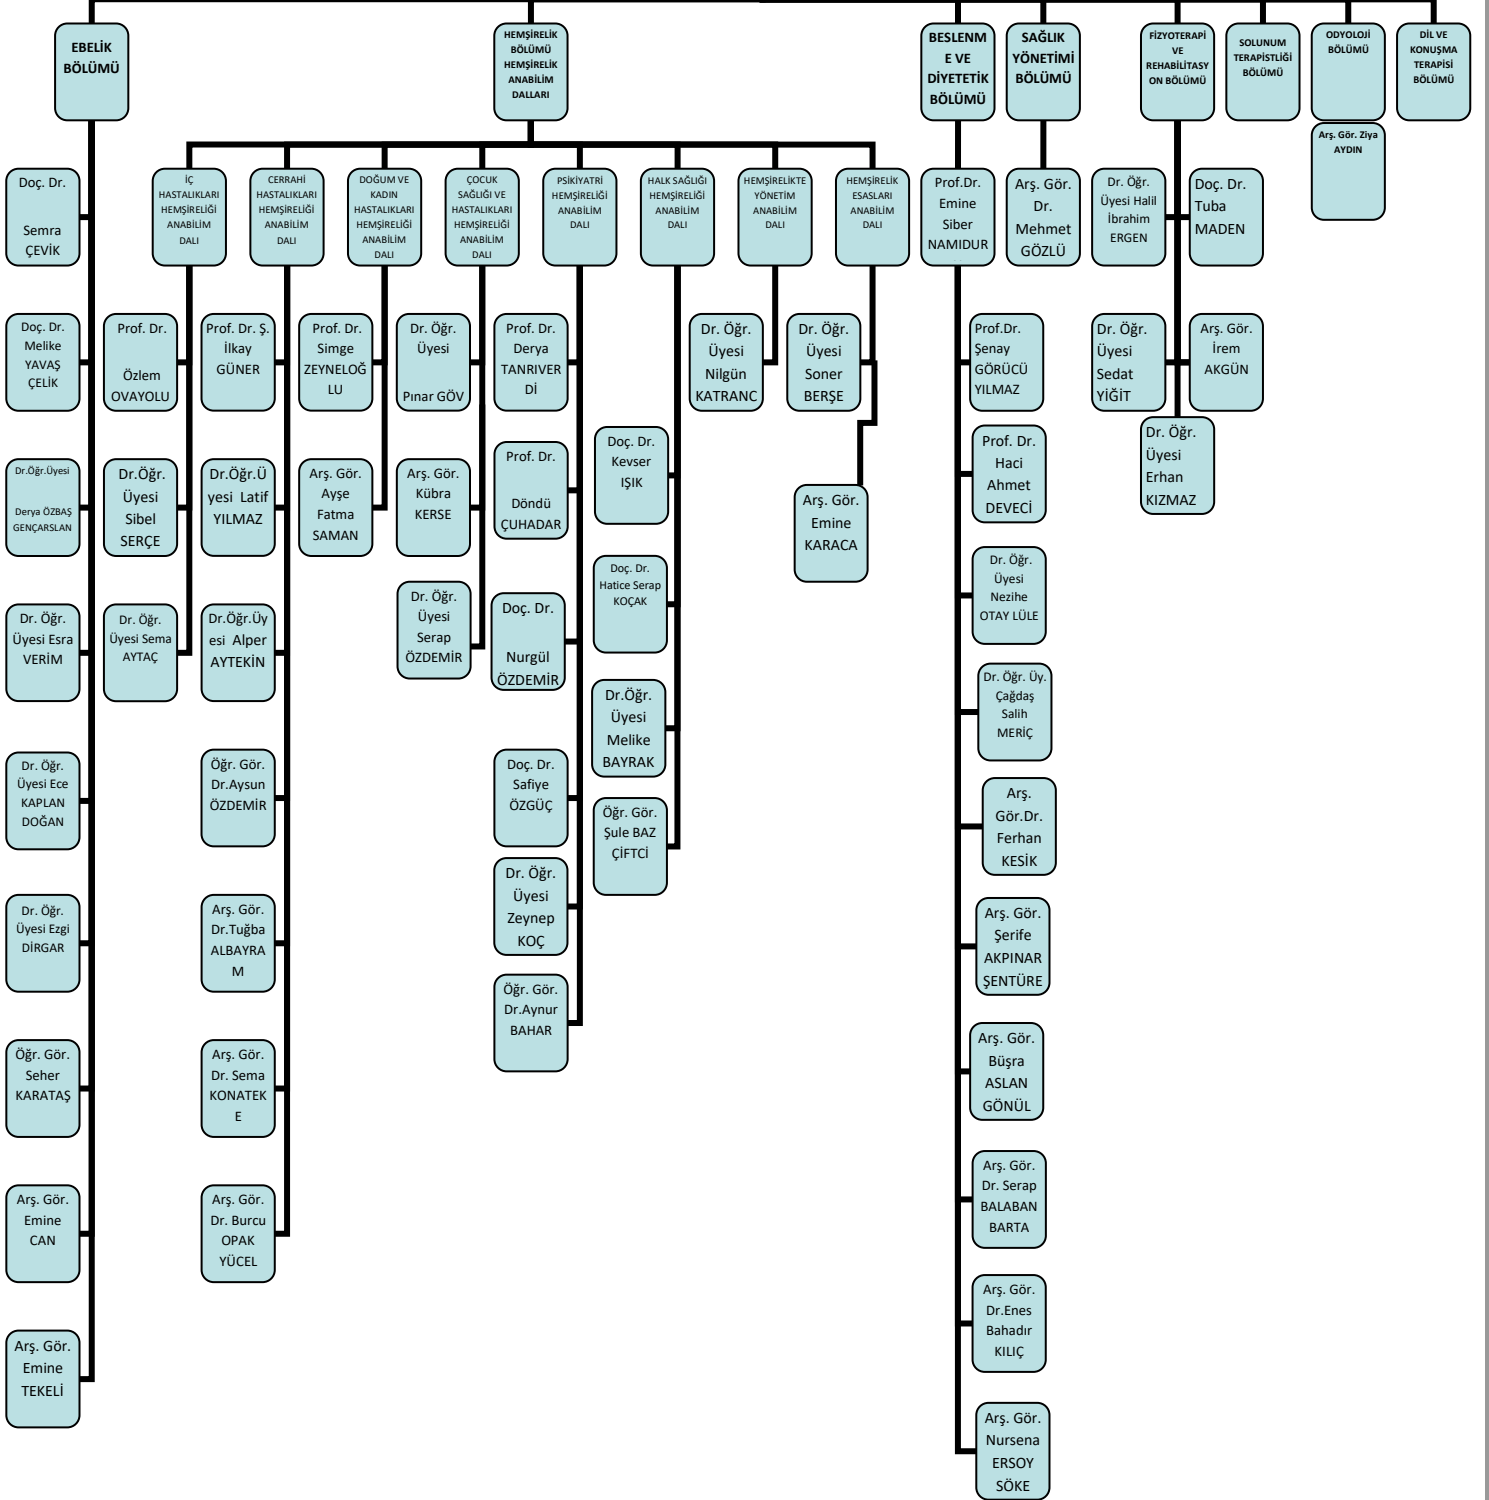 EBELİK
BÖLÜMÜ
HEMŞİRELİK
BÖLÜMÜ
HEMŞİRELİK
ANABİLİM
DALLARI
BESLENM
E VE
DİYETETİK
BÖLÜMÜ
SAĞLIK
YÖNETİMİ
BÖLÜMÜ
FİZYOTERAPİ
VE
REHABİLİTASY
ON BÖLÜMÜ
SOLUNUM
TERAPİSTLİĞİ
BÖLÜMÜ
ODYOLOJİ
BÖLÜMÜ
DİL VE
KONUŞMA
TERAPİSİ
BÖLÜMÜ
Arş. Gör. Ziya
AYDIN
Doç. Dr.
Semra
ÇEVİK
İÇ
HASTALIKLARI
HEMŞİRELİĞİ
ANABİLİM
DALI
CERRAHİ
HASTALIKLARI
HEMŞİRELİĞİ
ANABİLİM
DALI
DOĞUM VE
KADIN
HASTALIKLARI
HEMŞİRELİĞİ
ANABİLİM
DALI
ÇOCUK
SAĞLIĞI VE
HASTALIKLARI
HEMŞİRELİĞİ
ANABİLİM
DALI
PSİKİYATRİ
HEMŞİRELİĞİ
ANABİLİM
DALI
HALK SAĞLIĞI
HEMŞİRELİĞİ
ANABİLİM
DALI
HEMŞİRELİKTE
YÖNETİM
ANABİLİM
DALI
HEMŞİRELİK
ESASLARI
ANABİLİM
DALI
Prof.Dr.
Emine
Siber
NAMIDUR
Arş. Gör.
Dr.
Mehmet
GÖZLÜ
Dr. Öğr.
Üyesi Halil
İbrahim
ERGEN
Doç. Dr.
Tuba
MADEN
Doç. Dr.
Melike
YAVAŞ
ÇELİK
Prof. Dr.
Özlem
OVAYOLU
Prof. Dr. Ş.
İlkay
GÜNER
Prof. Dr.
Simge
ZEYNELOĞ
LU
Dr. Öğr.
Üyesi
Pınar GÖV
Prof. Dr.
Derya
TANRIVER
Dİ
Dr. Öğr.
Üyesi
Nilgün
KATRANC
Dr. Öğr.
Üyesi
Soner
BERŞE
Prof.Dr.
Şenay
GÖRÜCÜ
YILMAZ
Dr. Öğr.
Üyesi
Sedat
YİĞİT
Arş. Gör.
İrem
AKGÜN
Dr.Öğr.Üyesi
Derya ÖZBAŞ
GENÇARSLAN
Dr.Öğr.
Üyesi
Sibel
SERÇE
Dr.Öğr.Ü
yesi Latif
YILMAZ
Arş. Gör.
Ayşe
Fatma
SAMAN
Arş. Gör.
Kübra
KERSE
Prof. Dr.
Döndü
ÇUHADAR
Doç. Dr.
Kevser
IŞIK
Arş. Gör.
Emine
KARACA
Prof. Dr.
Haci
Ahmet
DEVECİ
Dr. Öğr.
Üyesi
Erhan
KIZMAZ
Dr. Öğr.
Üyesi Esra
VERİM
Dr. Öğr.
Üyesi Sema
AYTAÇ
Dr.Öğr.Üy
esi Alper
AYTEKİN
Dr. Öğr.
Üyesi
Serap
ÖZDEMİR
Doç. Dr.
Nurgül
ÖZDEMİR
Doç. Dr.
Hatice Serap
KOÇAK
Dr. Öğr.
Üyesi
Nezihe
OTAY LÜLE
Dr.Öğr.
Üyesi
Melike
BAYRAK
Dr. Öğr. Üy.
Çağdaş
Salih
MERİÇ
Dr. Öğr.
Üyesi Ece
KAPLAN
DOĞAN
Öğr. Gör.
Dr.Aysun
ÖZDEMİR
Doç. Dr.
Safiye
ÖZGÜÇ
Öğr. Gör.
Şule BAZ
ÇİFTCİ
Arş.
Gör.Dr.
Ferhan
KESİK
Dr. Öğr.
Üyesi
Zeynep
KOÇ
Dr. Öğr.
Üyesi Ezgi
DİRGAR
Arş. Gör.
Dr.Tuğba
ALBAYRA
M
Arş. Gör.
Şerife
AKPINAR
ŞENTÜRE
Öğr. Gör.
Dr.Aynur
BAHAR
Öğr. Gör.
Seher
KARATAŞ
Arş. Gör.
Dr. Sema
KONATEK
E
Arş. Gör.
Büşra
ASLAN
GÖNÜL
Arş. Gör.
Emine
CAN
Arş. Gör.
Dr. Burcu
OPAK
YÜCEL
Arş. Gör.
Dr. Serap
BALABAN
BARTA
Arş. Gör.
Dr.Enes
Bahadır
KILIÇ
Arş. Gör.
Emine
TEKELİ
Arş. Gör.
Nursena
ERSOY
SÖKE